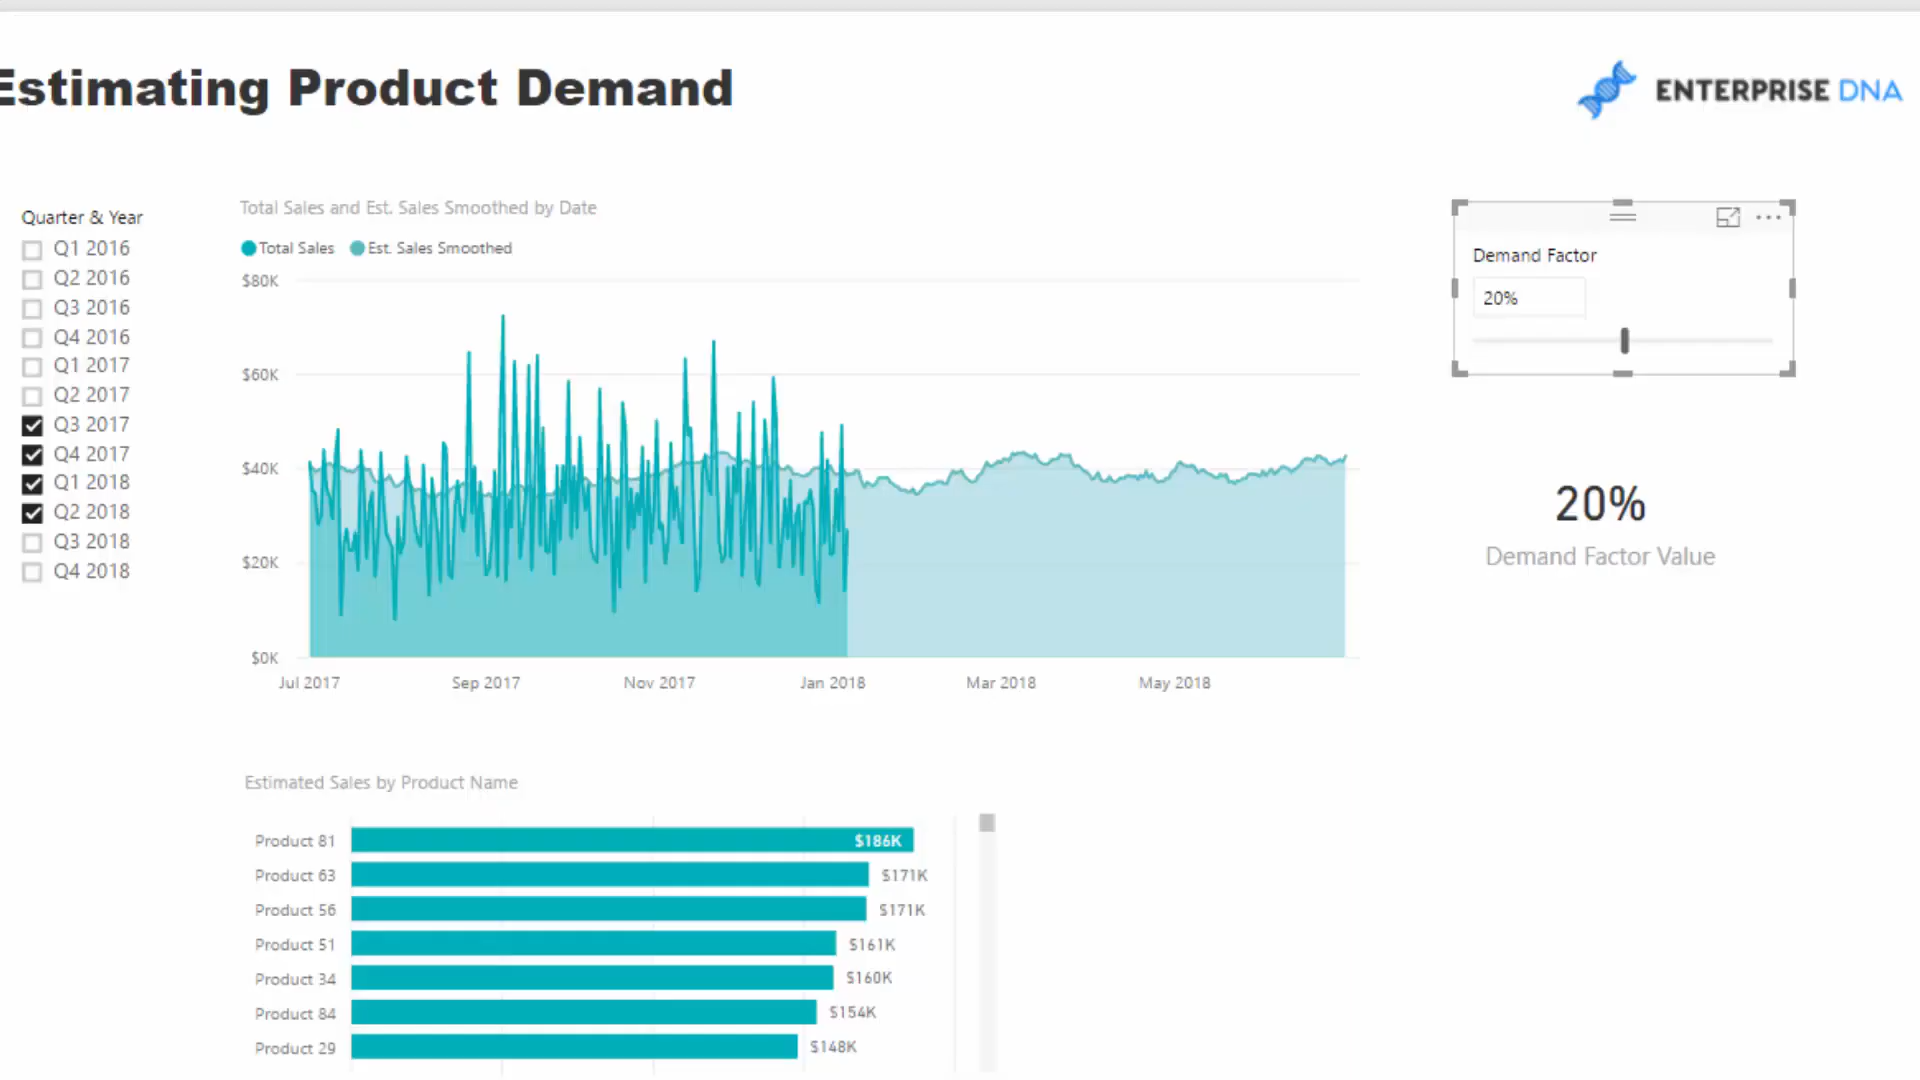 Estimating Product Demand
ENTERPRISE DNA
Quarter & Year
Q1 2016
Q2 2016
Q3 2016
Q4 2016
Q1 2017
Q2 2017
Q3 2017
Q4 2017
Q1 2018
Q2 2018
Q3 2018
Q4 2018
Total Sales and Est. Sales Smoothed by Date
Total Sales Est. Sales Smoothed
$80K
$60K
$40K
$20K
$0K
Jul 2017 Sep 2017 Nov 2017 Jan 2018 Mar 2018 May 2018
Demand Factor
20%
20%
Demand Factor Value
Estimated Sales by Product Name
Product 81 $186K
Product 63 $171K
Product 56 $171K
Product 51 $161K
Product 34 $160K
Product 84 $154K
Product 29 $148K